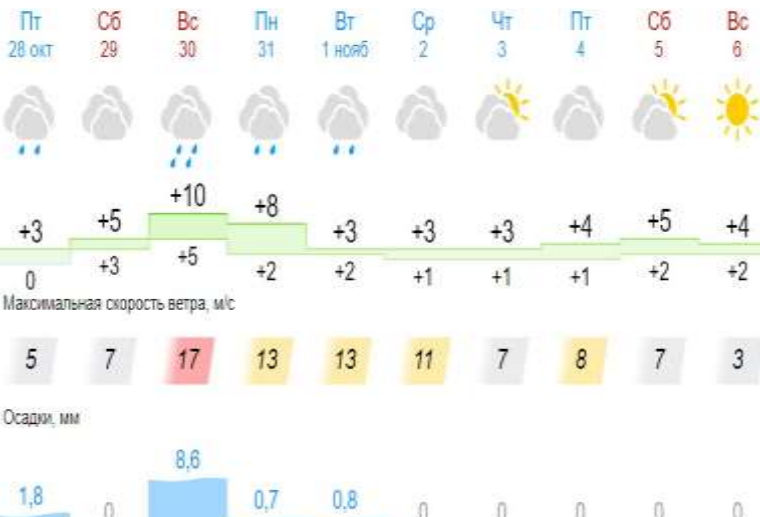 Пт Сб Вс Пн Вт Ср Чт Пт Сб Вс
28 окт 29 30 31 1 нояб 2 3 4 5 6
+3 +5 +10 +8 +3 +3 +3 +4 +5 +4
0 +3 +5 +2 +2 +1 +1 +1 +2 +2
Максимальная скорость ветра, м/с
5 7 17 13 13 11 7 8 7 3
Осадки, мм
1,8 0 8,6 0,7 0,8 0 0 0 0 0